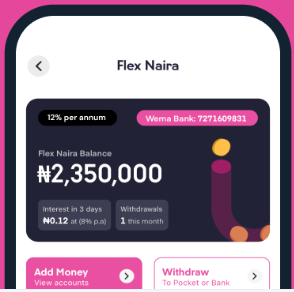 Flex Naira
12% per annum
Wema Bank: 7271609831
Flex Naira Balance
₦2,350,000
Interest in 3 days
₦0.12 at (8% p.a)
Withdrawals
1 this month
Add Money
View accounts
Withdraw
To Pocket or Bank